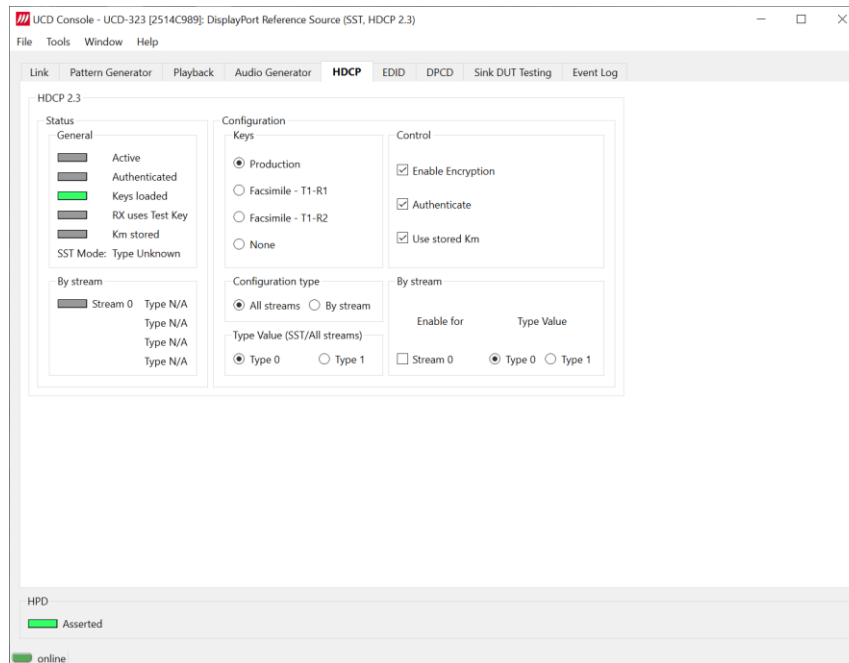 UCD Console - UCD-323 [2514C989]: DisplayPort Reference Source (SST, HDCP 2.3)
File Tools Window Help
Link Pattern Generator Playback Audio Generator HDCP EDID DPCD Sink DUT Testing Event Log
HDCP 2.3
Status
General
Active
Authenticated
Keys loaded
RX uses Test Key
Km stored
SST Mode: Type Unknown
By stream
Stream 0 Type N/A
Type N/A
Type N/A
Type N/A
Configuration
Keys
Production
Facsimile - T1-R1
Facsimile - T1-R2
None
Control
Enable Encryption
Authenticate
Use stored Km
Configuration type
All streams By stream
Type Value (SST/All streams)
Type 0 Type 1
By stream
Enable for Type Value
Stream 0 Type 0 Type 1
HPD
Asserted
online